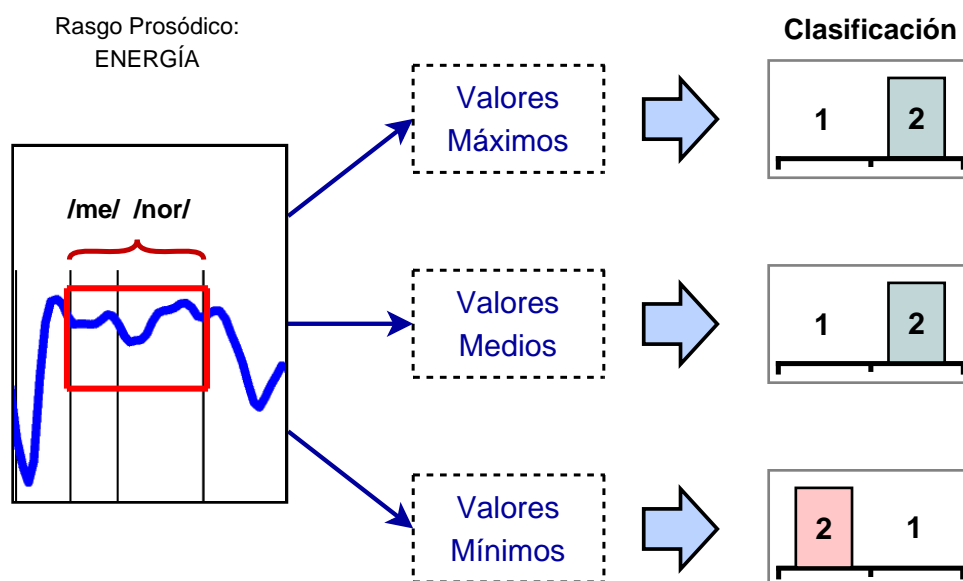 Rasgo Prosódico:
ENERGÍA
Clasificación
/me/ /nor/
Valores
Máximos
1 2
Valores
Medios
1 2
Valores
Mínimos
2 1